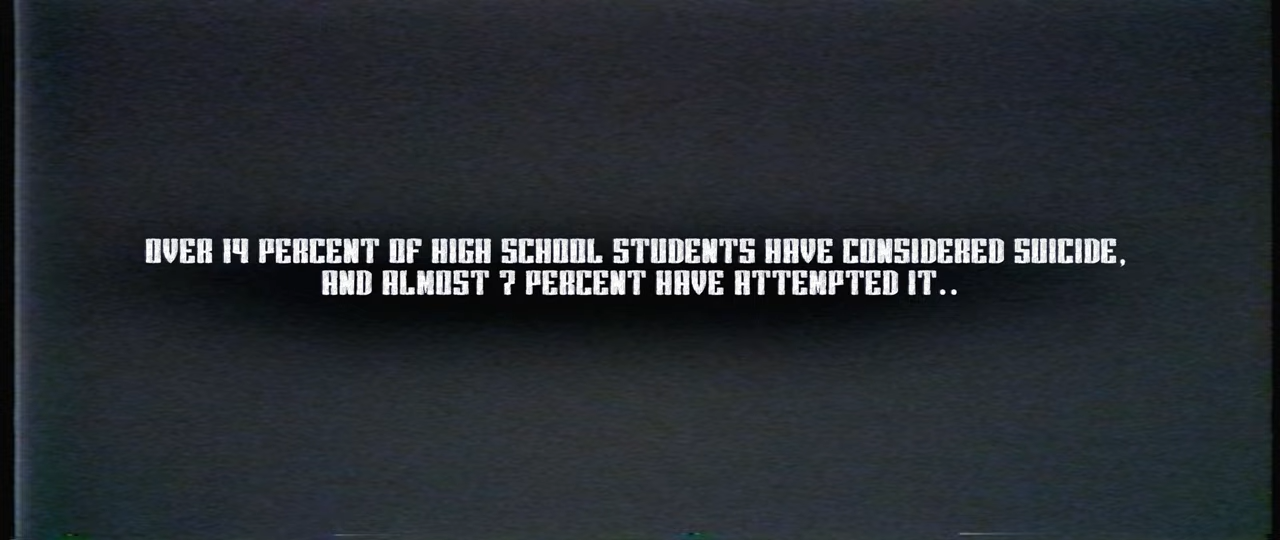 OVER 14 PERCENT OF HIGH SCHOOL STUDENTS HAVE CONSIDERED SUICIDE,
AND ALMOST 7 PERCENT HAVE ATTEMPTED IT..